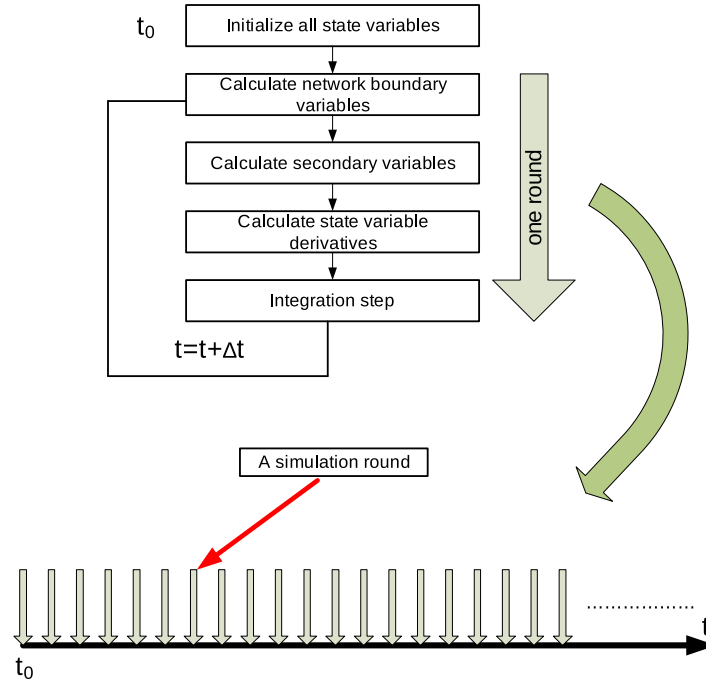 t₀
Initialize all state variables
Calculate network boundary
variables
Calculate secondary variables
Calculate state variable
derivatives
Integration step
t=t+Δt
one round
A simulation round
t
t₀